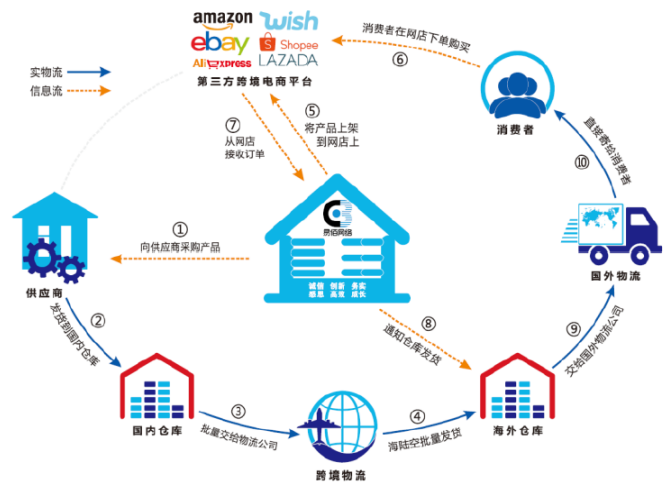 amazon
wish
ebay
Shopee
AliExpress
LAZADA
第三方跨境电商平台
实物流
信息流
⑥
消费者在网店下单购买
消费者
⑦
从网店
接收订单
⑤
将产品上架
到网店上
⑩
直接寄给消费者
易佰网络
诚信 创新 务实
感恩 高效 成长
①
向供应商采购产品
供应商
国外物流
②
发货到国内仓库
⑧
通知仓库发货
⑨
交给国外物流公司
国内仓库
③
批量交给物流公司
跨境物流
④
海陆空批量发货
海外仓库